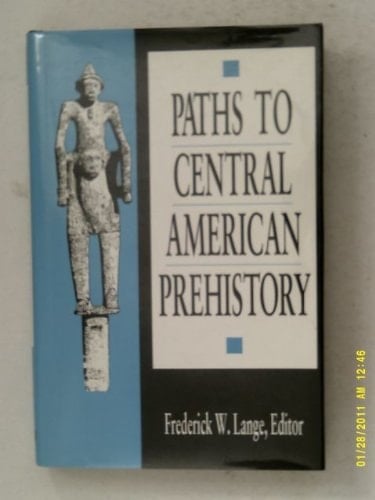 PATHS TO
CENTRAL
AMERICAN
PREHISTORY
Frederick W. Lange, Editor
01/28/2011 AM 12:46